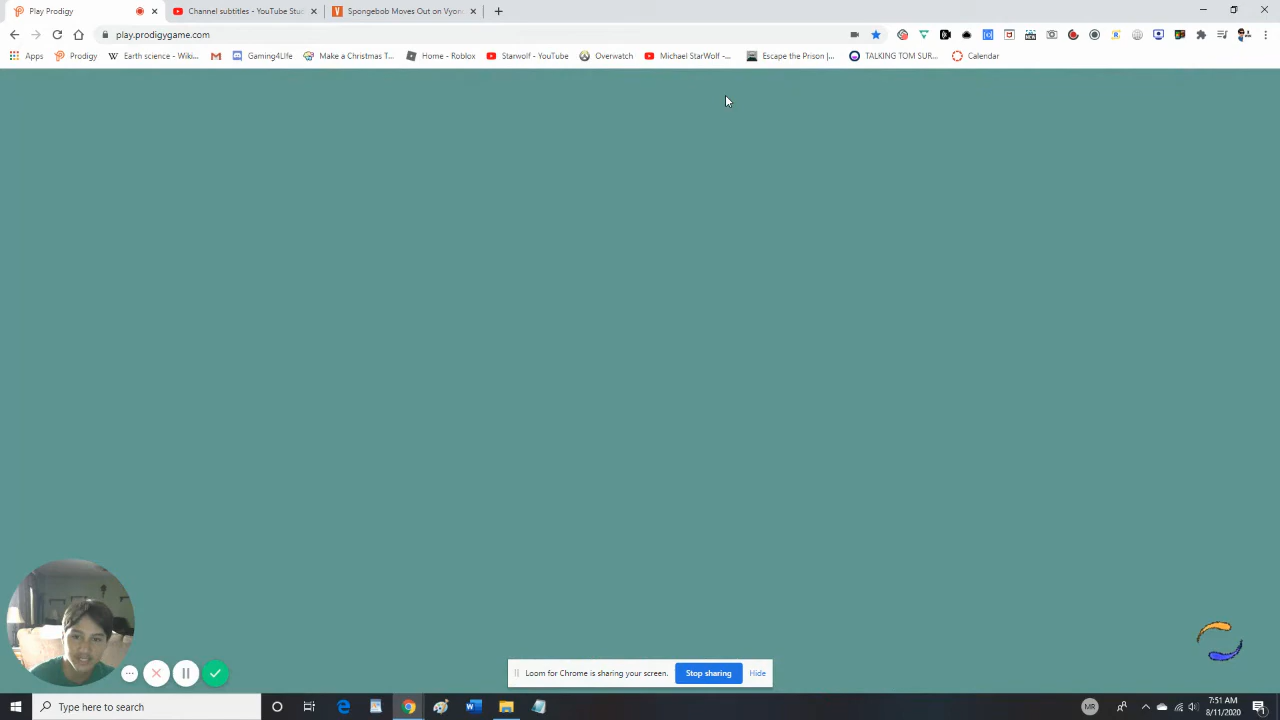 Play Prodigy
Channel subtitles - YouTube Stud
Spongebob Moves Out on Vyon
play.prodigygame.com
Apps
Prodigy
Earth science - Wiki...
Gaming4Life
Make a Christmas T...
Home - Roblox
Starwolf - YouTube
Overwatch
Michael StarWolf -...
Escape the Prison |...
TALKING TOM SUR...
Calendar
Loom for Chrome is sharing your screen.
Stop sharing
Hide
Type here to search
MR
7:51 AM
8/11/2020